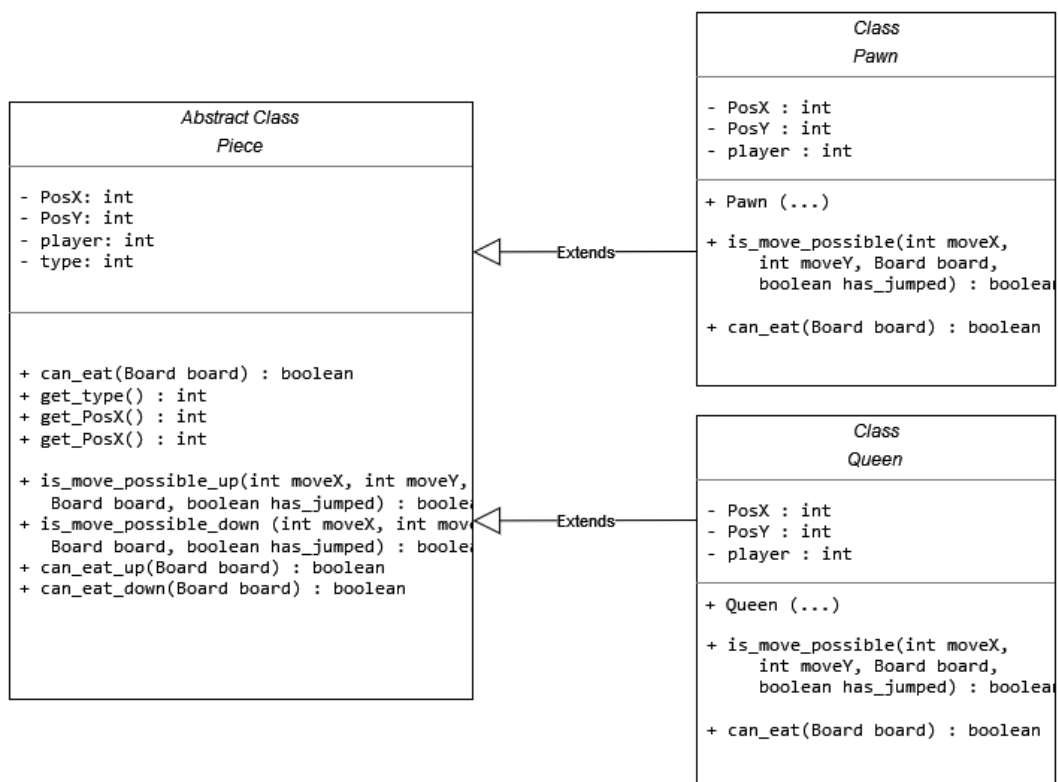 Abstract Class
Piece
- PosX: int
- PosY: int
- player: int
- type: int
+ can_eat(Board board) : boolean
+ get_type() : int
+ get_PosX() : int
+ get_PosX() : int
+ is_move_possible_up(int moveX, int moveY,
Board board, boolean has_jumped) : boole
+ is_move_possible_down (int moveX, int mov
Board board, boolean has_jumped) : boole
+ can_eat_up(Board board) : boolean
+ can_eat_down(Board board) : boolean
Extends
Extends
Class
Pawn
- PosX : int
- PosY : int
- player : int
+ Pawn (...)
+ is_move_possible(int moveX,
int moveY, Board board,
boolean has_jumped) : boolea
+ can_eat(Board board) : boolean
Class
Queen
- PosX : int
- PosY : int
- player : int
+ Queen (...)
+ is_move_possible(int moveX,
int moveY, Board board,
boolean has_jumped) : boolea
+ can_eat(Board board) : boolean